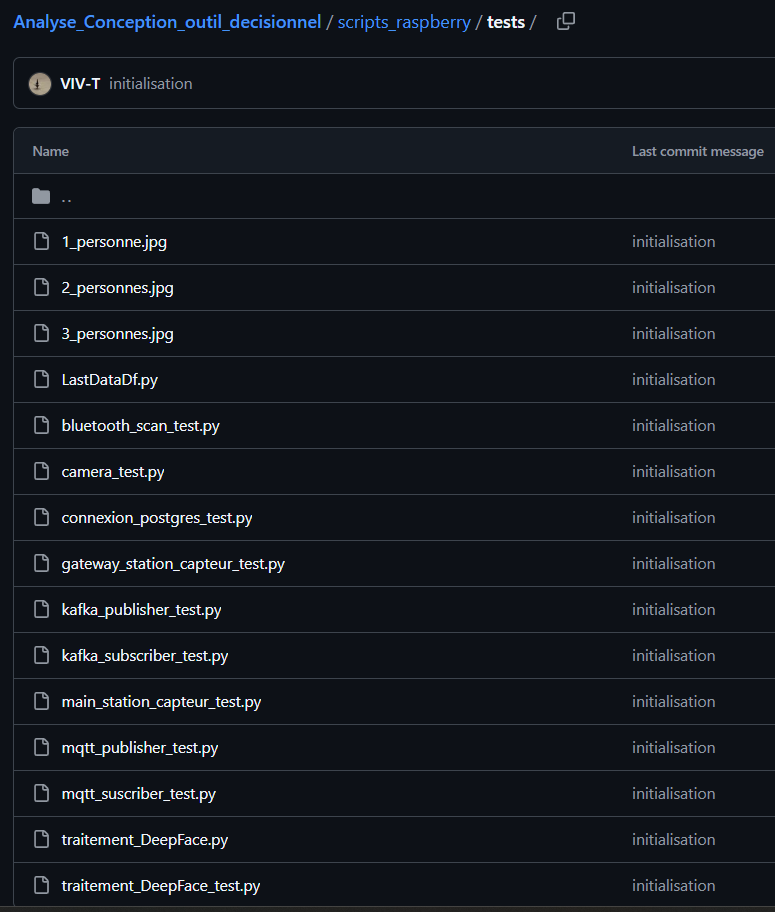 Analyse_Conception_outil_decisionnel / scripts_raspberry / tests /
VIV-T initialisation
Name Last commit message
..
1_personne.jpg initialisation
2_personnes.jpg initialisation
3_personnes.jpg initialisation
LastDataDf.py initialisation
bluetooth_scan_test.py initialisation
camera_test.py initialisation
connexion_postgres_test.py initialisation
gateway_station_capteur_test.py initialisation
kafka_publisher_test.py initialisation
kafka_subscriber_test.py initialisation
main_station_capteur_test.py initialisation
mqtt_publisher_test.py initialisation
mqtt_suscriber_test.py initialisation
traitement_DeepFace.py initialisation
traitement_DeepFace_test.py initialisation